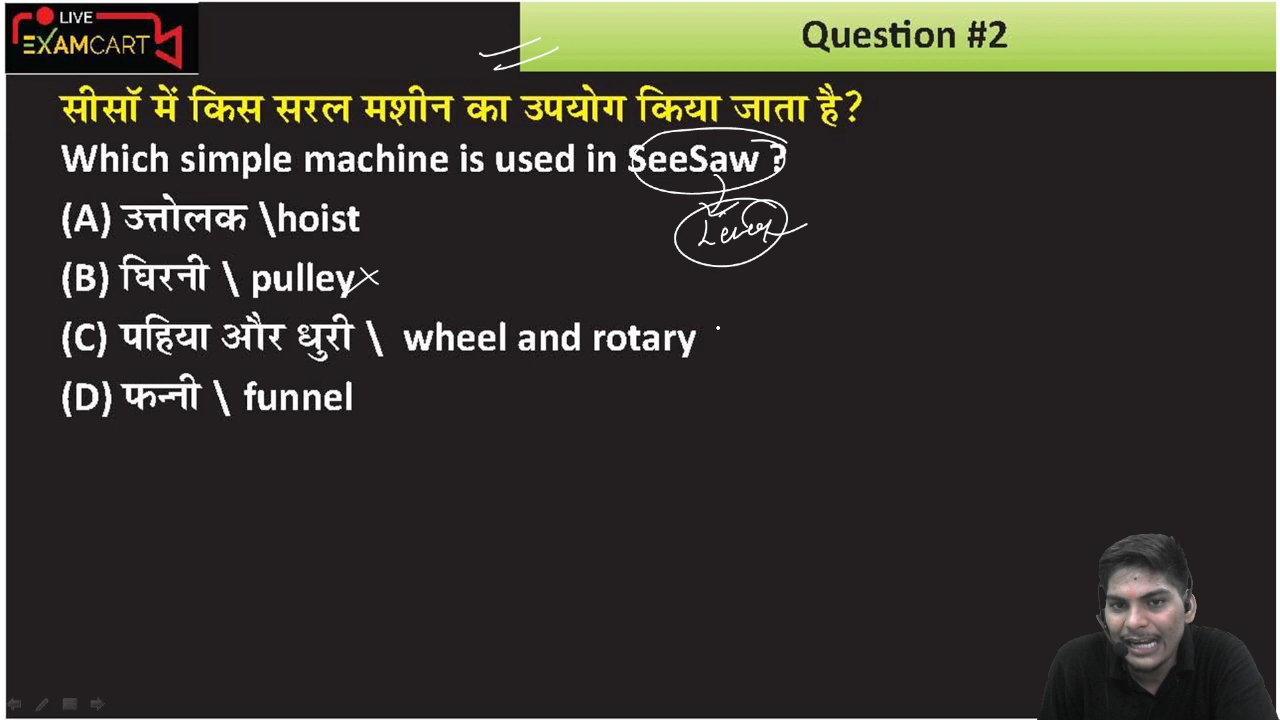 LIVE
EXAMCART
Question #2
सीसॉ में किस सरल मशीन का उपयोग किया जाता है?
Which simple machine is used in SeeSaw ?
(A) उत्तोलक \hoist
(B) घिरनी \ pulley
(C) पहिया और धुरी \ wheel and rotary
(D) फन्नी \ funnel